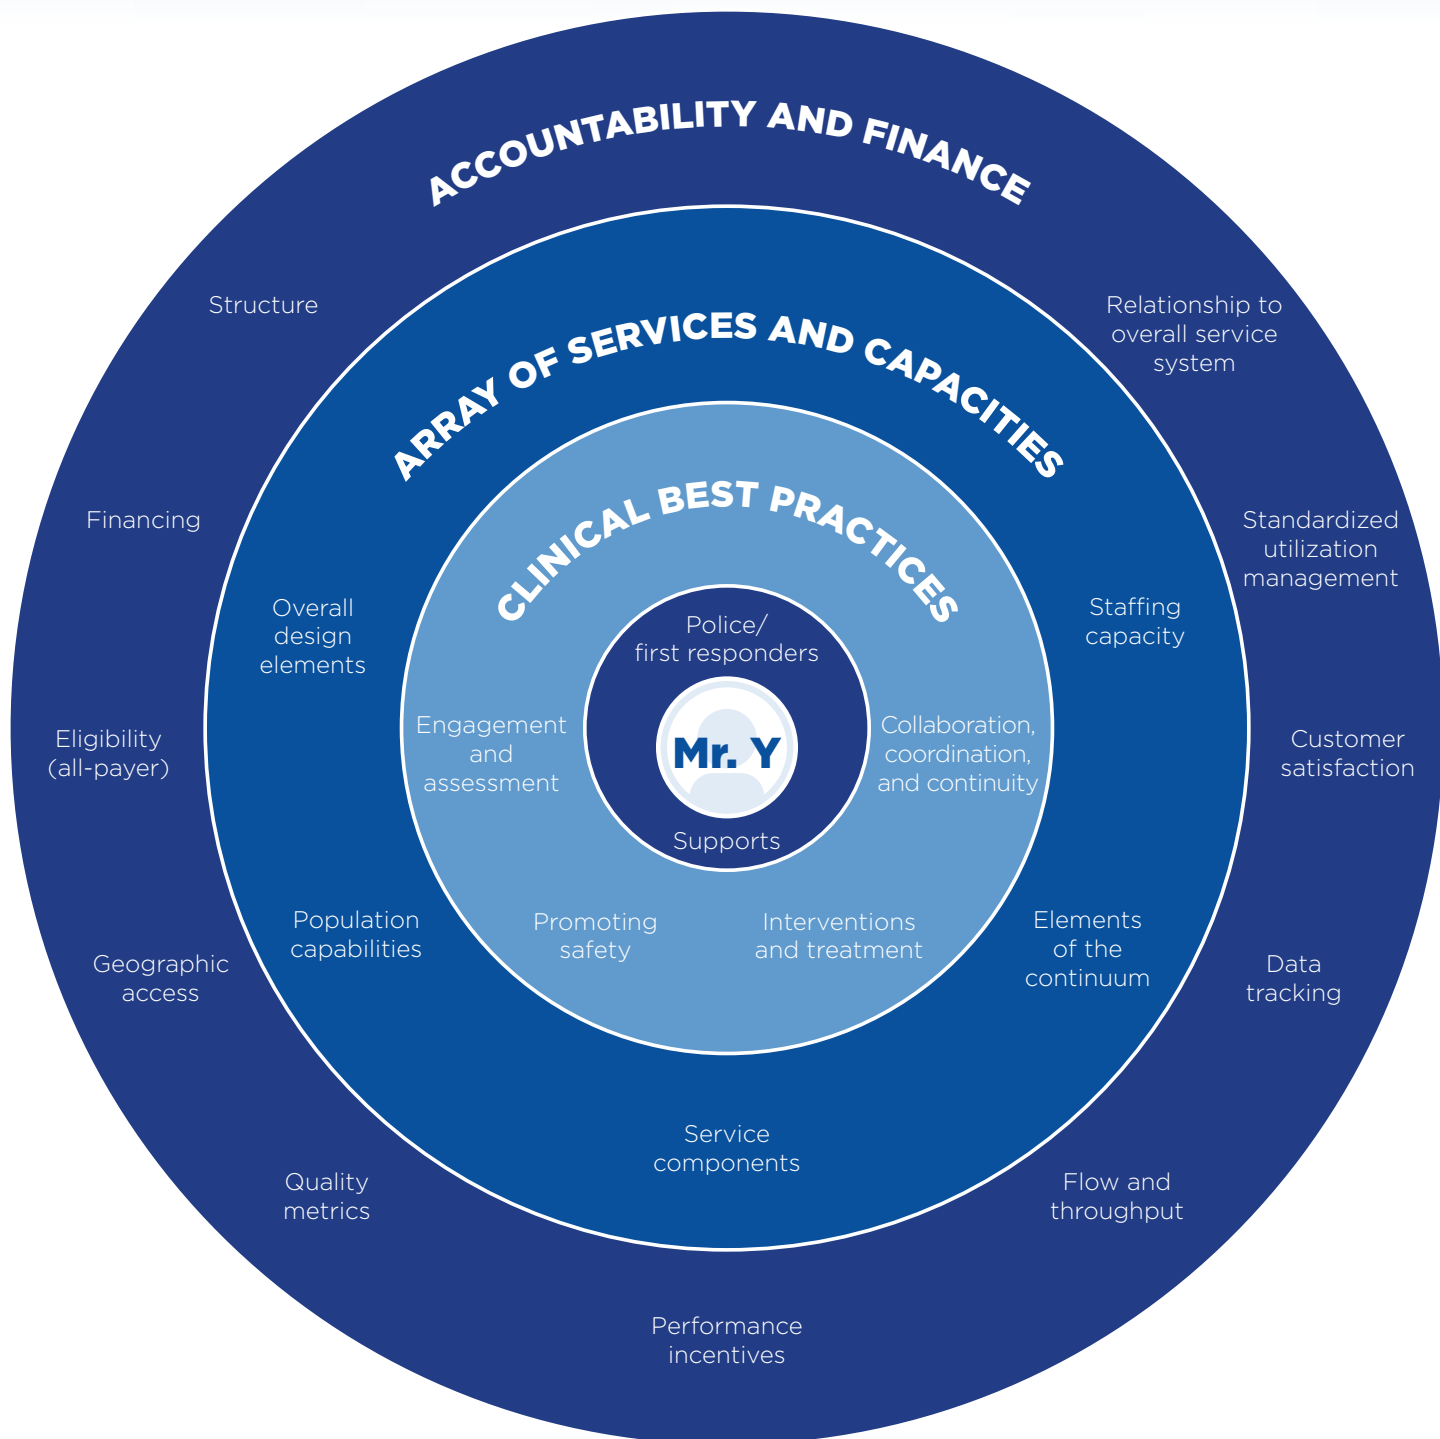 ACCOUNTABILITY AND FINANCE
Structure
Relationship to
overall service
system
Financing
Standardized
utilization
management
Eligibility
(all-payer)
Customer
satisfaction
Geographic
access
Data
tracking
Quality
metrics
Flow and
throughput
Performance
incentives
ARRAY OF SERVICES AND CAPACITIES
Overall
design
elements
Staffing
capacity
Population
capabilities
Elements
of the
continuum
Service
components
CLINICAL BEST PRACTICES
Engagement
and
assessment
Collaboration,
coordination,
and continuity
Promoting
safety
Interventions
and treatment
Police/
first responders
Mr. Y
Supports